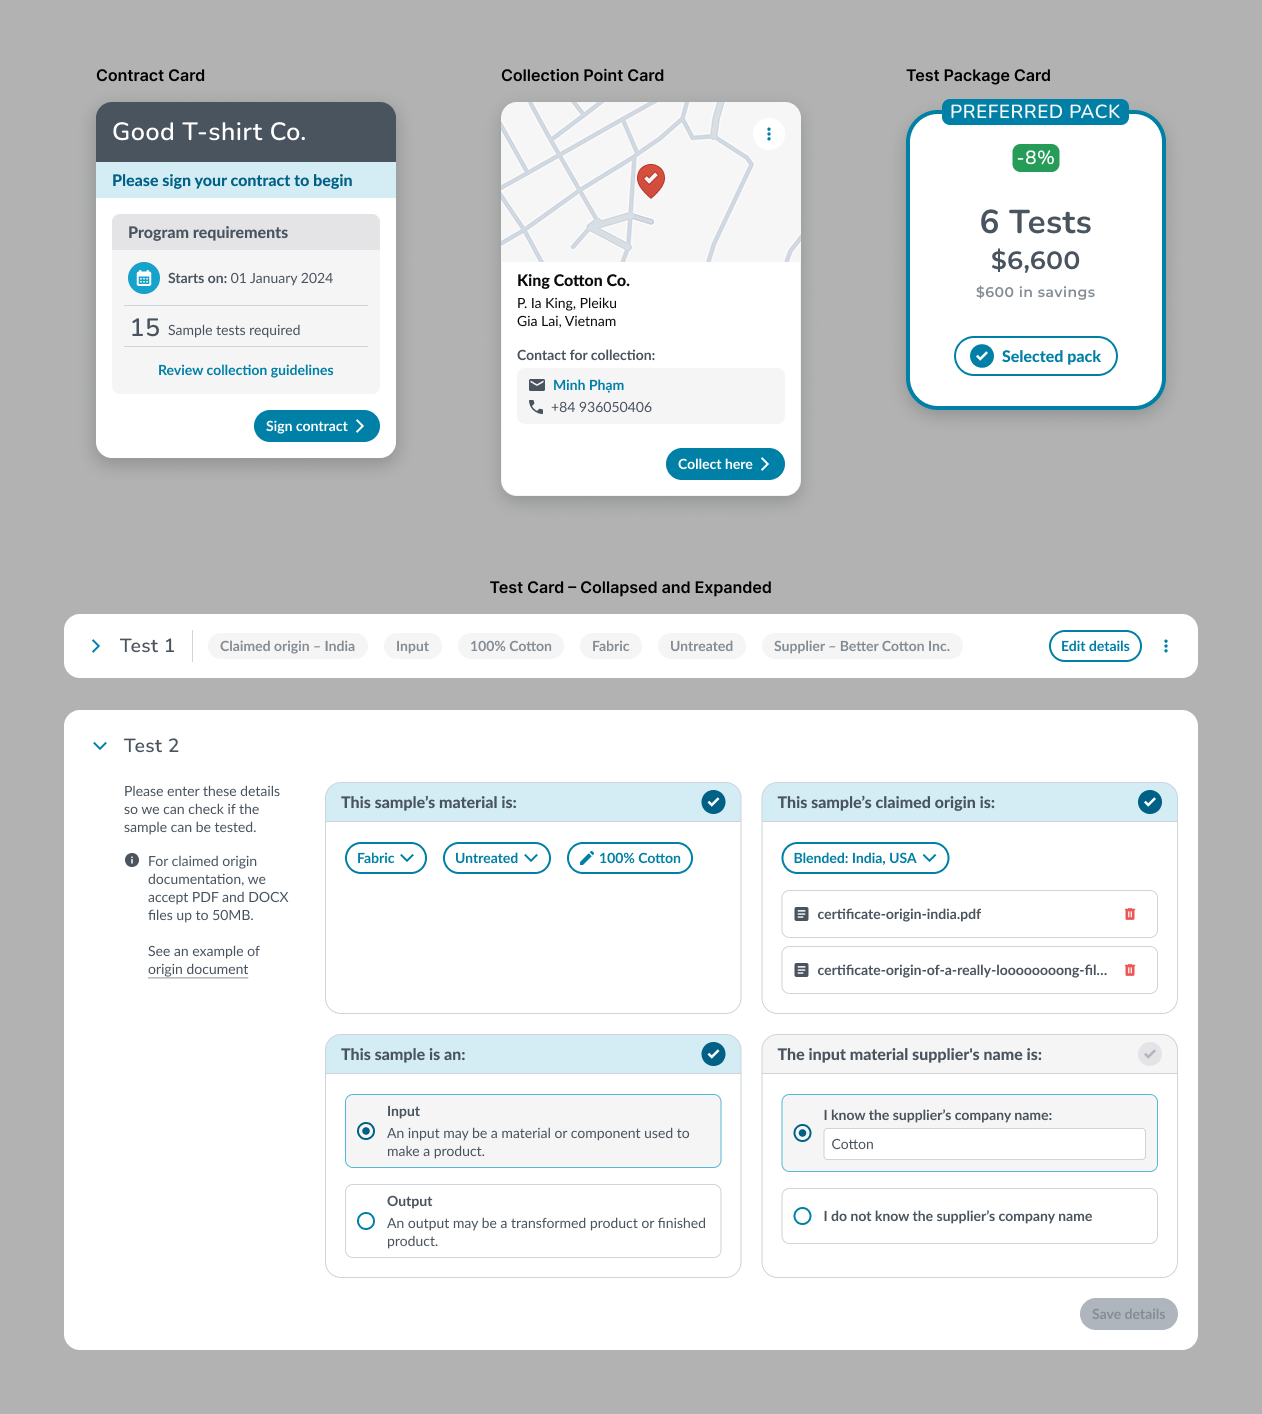 Contract Card
Good T-shirt Co.
Please sign your contract to begin
Program requirements
Starts on: 01 January 2024
15 Sample tests required
Review collection guidelines
Sign contract
Collection Point Card
King Cotton Co.
P. Ia King, Pleiku
Gia Lai, Vietnam
Contact for collection:
Minh Phạm
+84 936050406
Collect here
Test Package Card
PREFERRED PACK
-8%
6 Tests
$6,600
$600 in savings
Selected pack
Test Card – Collapsed and Expanded
Test 1
Claimed origin – India
Input
100% Cotton
Fabric
Untreated
Supplier – Better Cotton Inc.
Edit details
Test 2
Please enter these details
so we can check if the
sample can be tested.
For claimed origin
documentation, we
accept PDF and DOCX
files up to 50MB.
See an example of
origin document
This sample’s material is:
Fabric
Untreated
100% Cotton
This sample’s claimed origin is:
Blended: India, USA
certificate-origin-india.pdf
certificate-origin-of-a-really-loooooooong-fil...
This sample is an:
Input
An input may be a material or component used to
make a product.
Output
An output may be a transformed product or finished
product.
The input material supplier's name is:
I know the supplier’s company name:
Cotton
I do not know the supplier’s company name
Save details